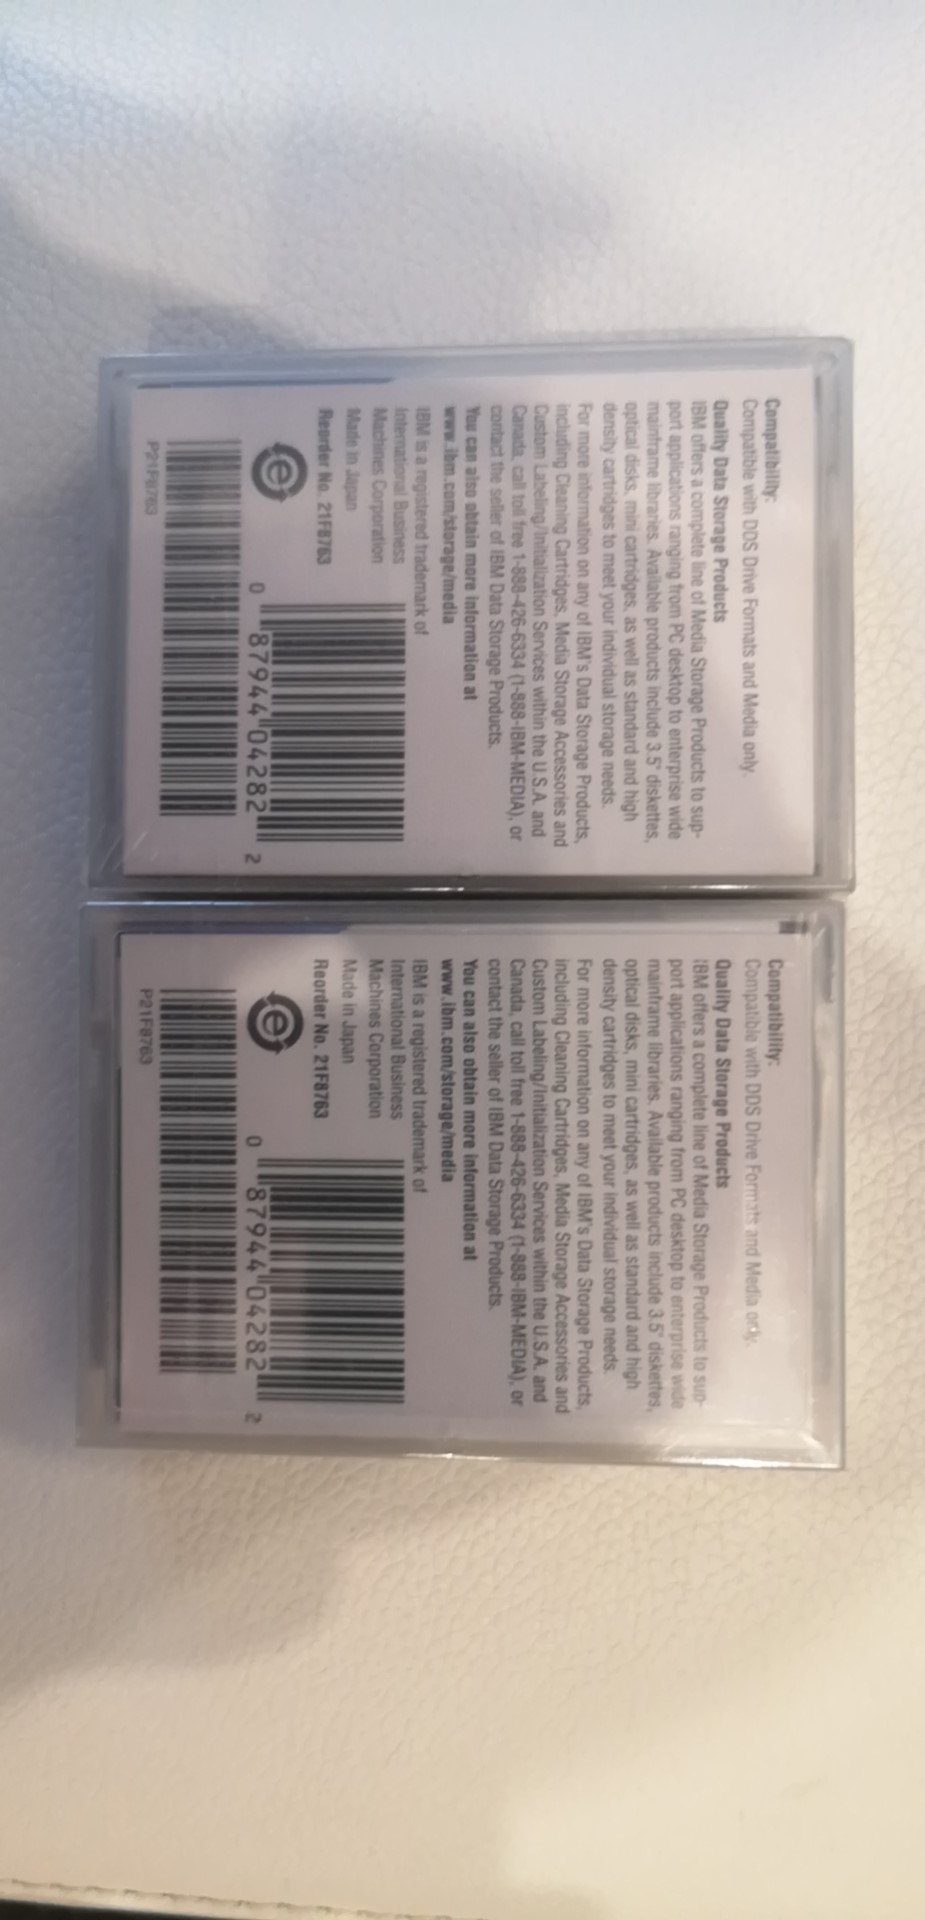 Compatibility:
Compatible with DDS Drive Formats and Media only.
Quality Data Storage Products
IBM offers a complete line of Media Storage Products to sup-
port applications ranging from PC desktop to enterprise wide
mainframe libraries. Available products include 3.5" diskettes,
optical disks, mini cartridges, as well as standard and high
density cartridges to meet your individual storage needs.
For more information on any of IBM's Data Storage Products,
including Cleaning Cartridges, Media Storage Accessories and
Custom Labeling/Initialization Services within the U.S.A. and
Canada, call toll free 1-888-426-6334 (1-888-IBM-MEDIA), or
contact the seller of IBM Data Storage Products.
You can also obtain more information at
www.ibm.com/storage/media
IBM is a registered trademark of
International Business
Machines Corporation
Made in Japan
Reorder No. 21F8763
e
0 87944 04282 2
P21F8763
Compatibility:
Compatible with DDS Drive Formats and Media only.
Quality Data Storage Products
IBM offers a complete line of Media Storage Products to sup-
port applications ranging from PC desktop to enterprise wide
mainframe libraries. Available products include 3.5" diskettes,
optical disks, mini cartridges, as well as standard and high
density cartridges to meet your individual storage needs.
For more information on any of IBM's Data Storage Products,
including Cleaning Cartridges, Media Storage Accessories and
Custom Labeling/Initialization Services within the U.S.A. and
Canada, call toll free 1-888-426-6334 (1-888-IBM-MEDIA), or
contact the seller of IBM Data Storage Products.
You can also obtain more information at
www.ibm.com/storage/media
IBM is a registered trademark of
International Business
Machines Corporation
Made in Japan
Reorder No. 21F8763
e
0 87944 04282 2
P21F8763